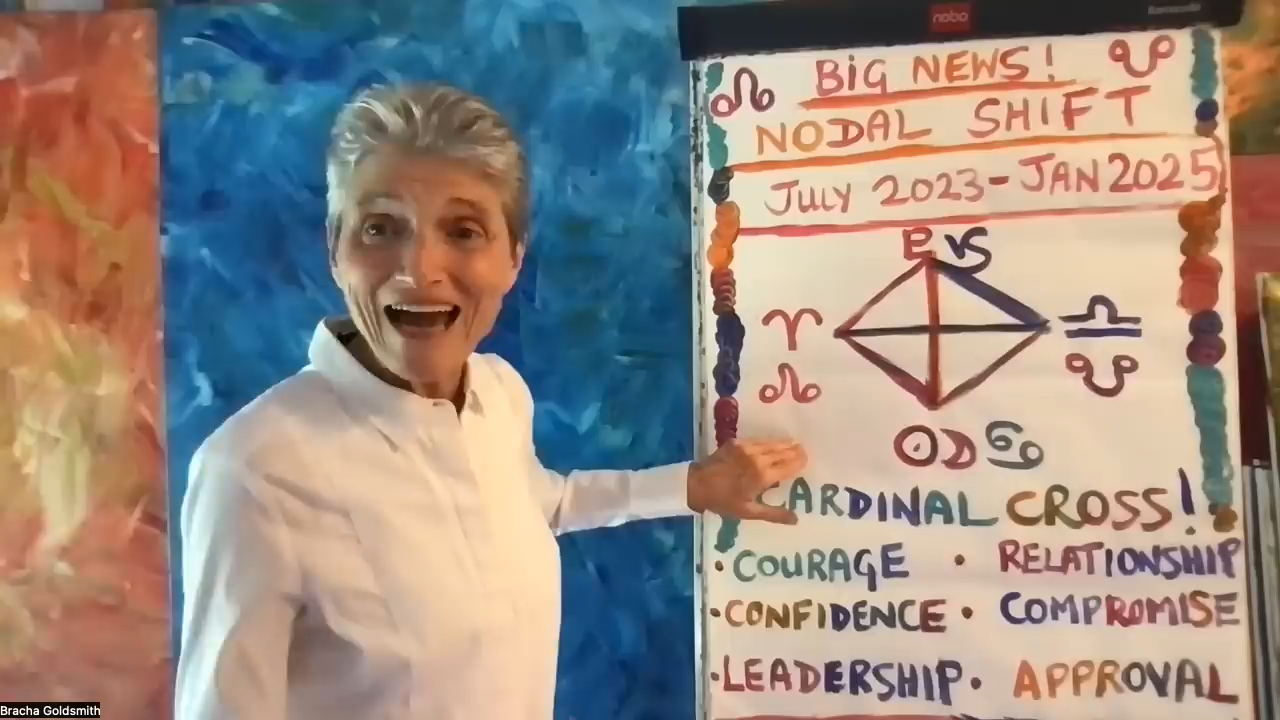 nobo
BiG NEWS!
NODAL SHIFT
JULY 2023-JAN 2025
P ♑
♈ ♎
☊ ☋
☉☽♋
CARDINAL CROSS!
• COURAGE • RELATIONSHIP
• CONFIDENCE • COMPROMISE
• LEADERSHIP • APPROVAL
Bracha Goldsmith